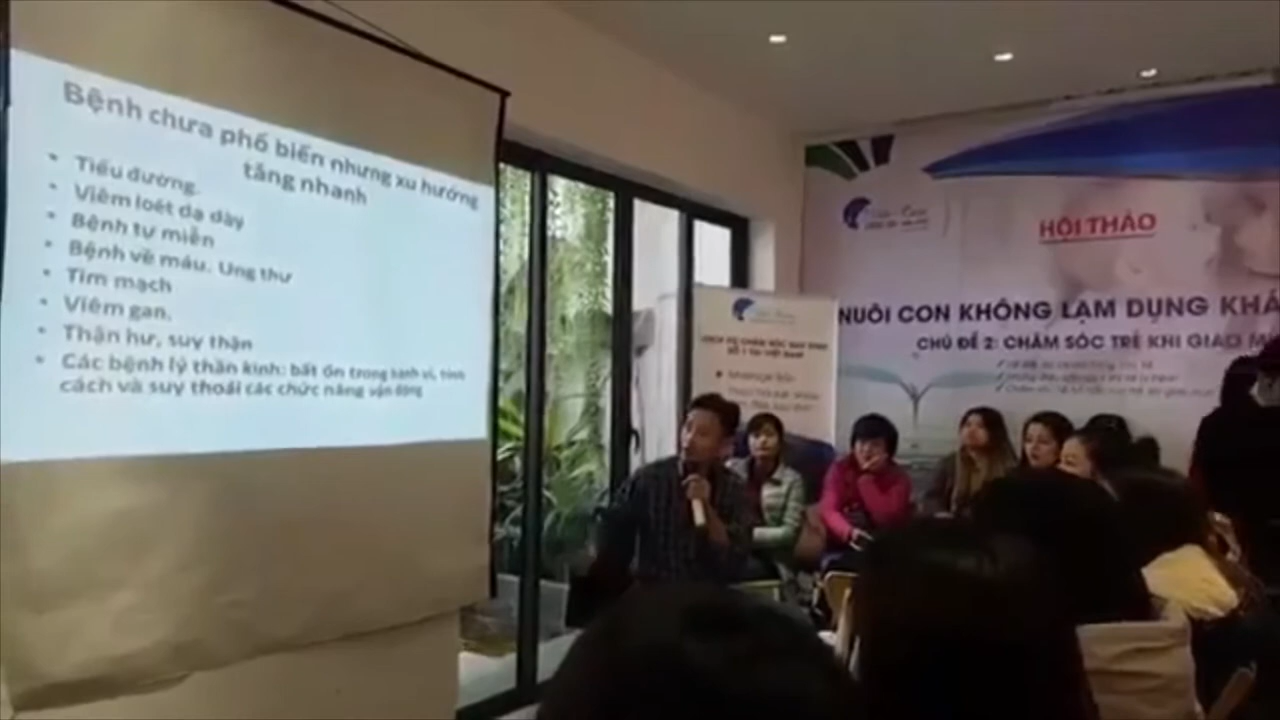 Bệnh chưa phổ biến nhưng xu hướng
tăng nhanh
• Tiểu đường.
• Viêm loét dạ dày
• Bệnh tự miễn
• Bệnh về máu. Ung thư
• Tim mạch
• Viêm gan.
• Thận hư, suy thận
• Các bệnh lý thần kinh: bất ổn trong hành vi, tính
cách và suy thoái các chức năng vận động
HỘI THẢO
NUÔI CON KHÔNG LẠM DỤNG KHÁ
CHỦ ĐỀ 2: CHĂM SÓC TRẺ KHI GIAO M